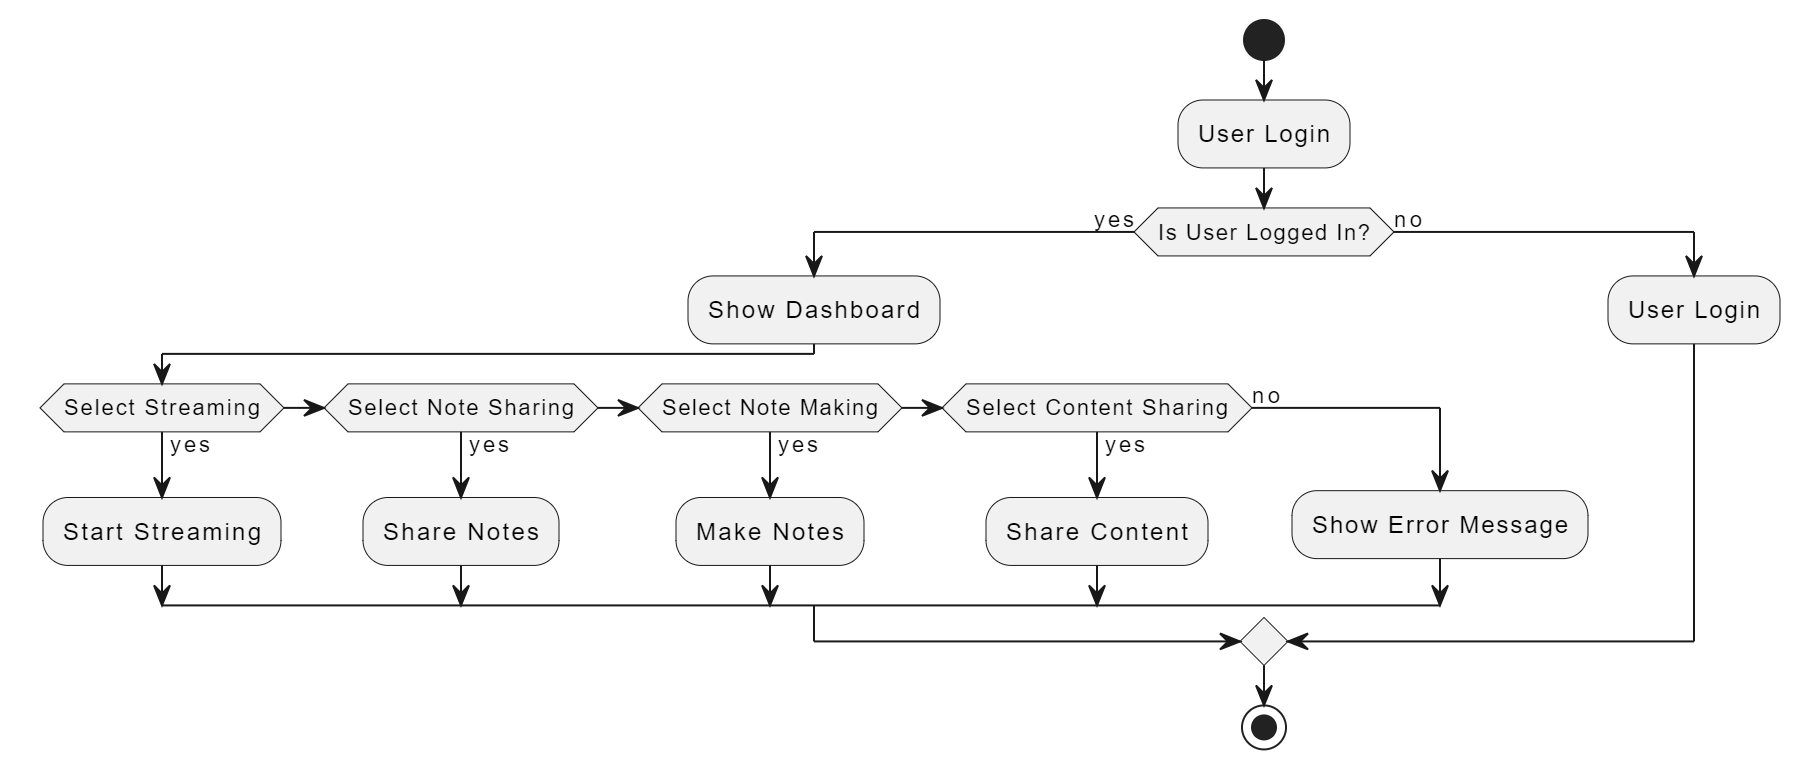 User Login
yes
Is User Logged In?
no
Show Dashboard
User Login
Select Streaming
Select Note Sharing
Select Note Making
Select Content Sharing
no
yes
yes
yes
yes
Start Streaming
Share Notes
Make Notes
Share Content
Show Error Message